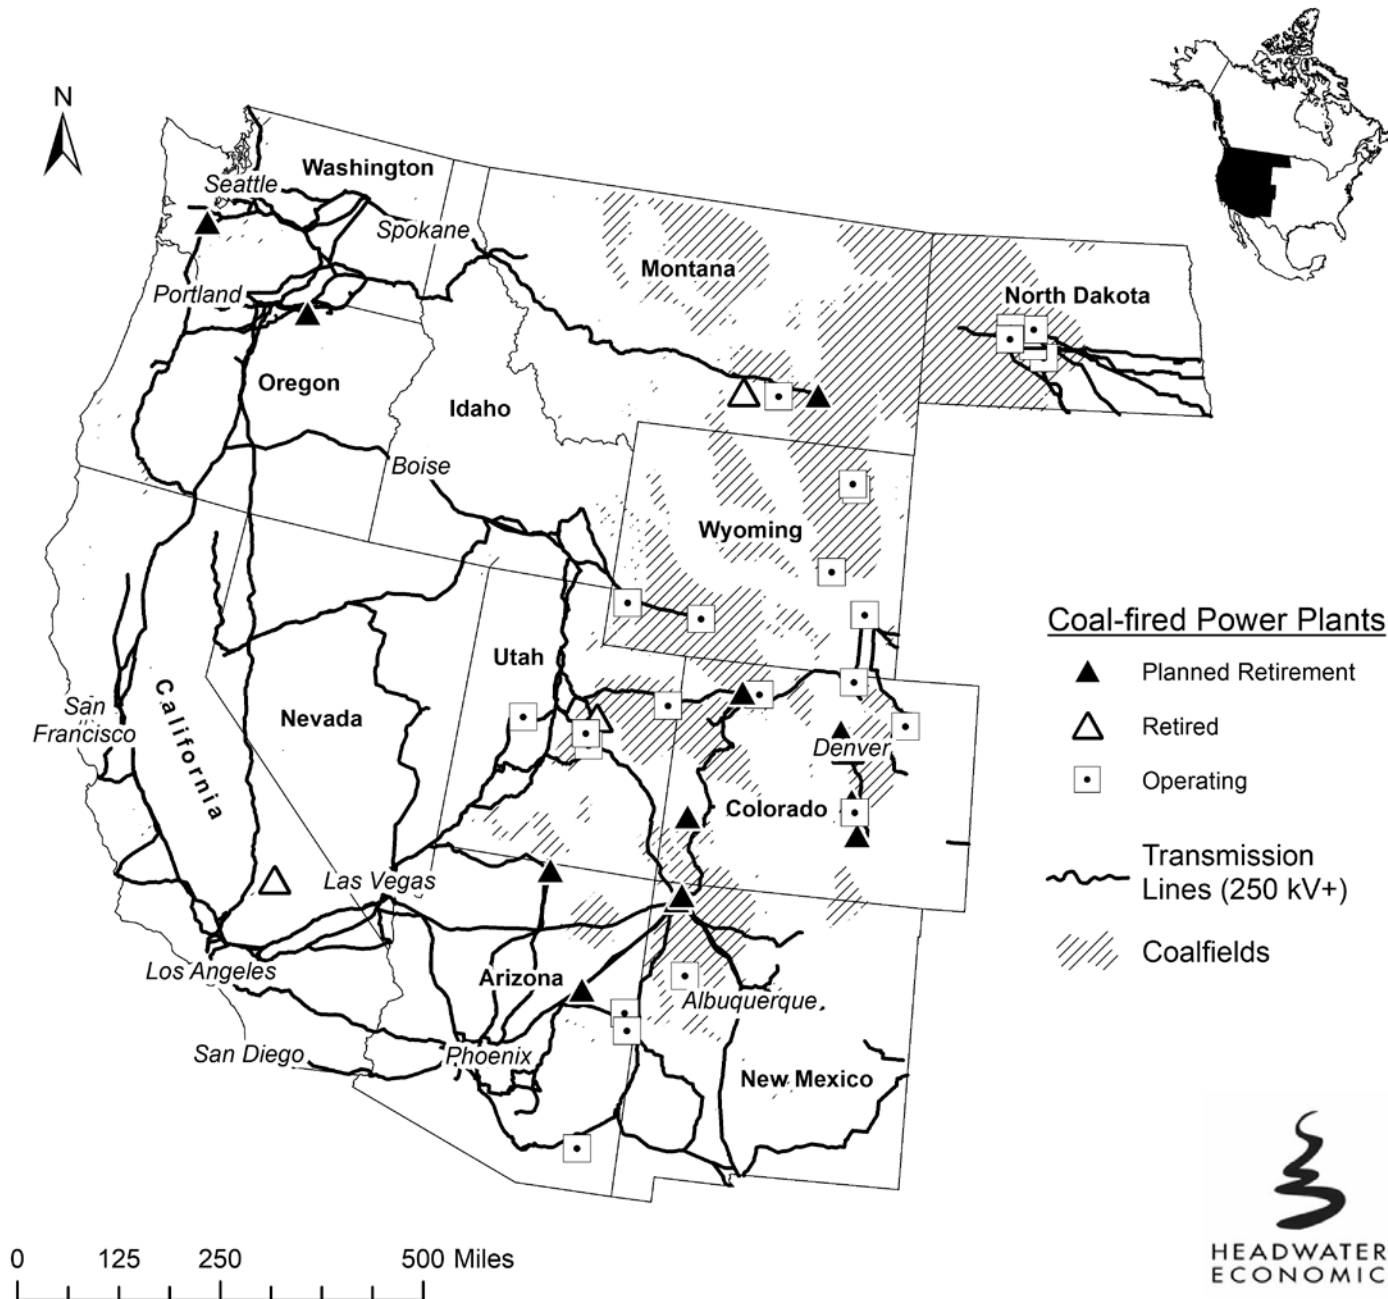 N
Washington
Seattle
Spokane
Montana
Portland
North Dakota
Oregon
Idaho
Boise
Wyoming
Utah
San
Francisco
California
Nevada
Denver
Colorado
Las Vegas
Los Angeles
Arizona
Albuquerque
San Diego
Phoenix
New Mexico
Coal-fired Power Plants
Planned Retirement
Retired
Operating
Transmission
Lines (250 kV+)
Coalfields
0 125 250 500 Miles
HEADWATER
ECONOMIC